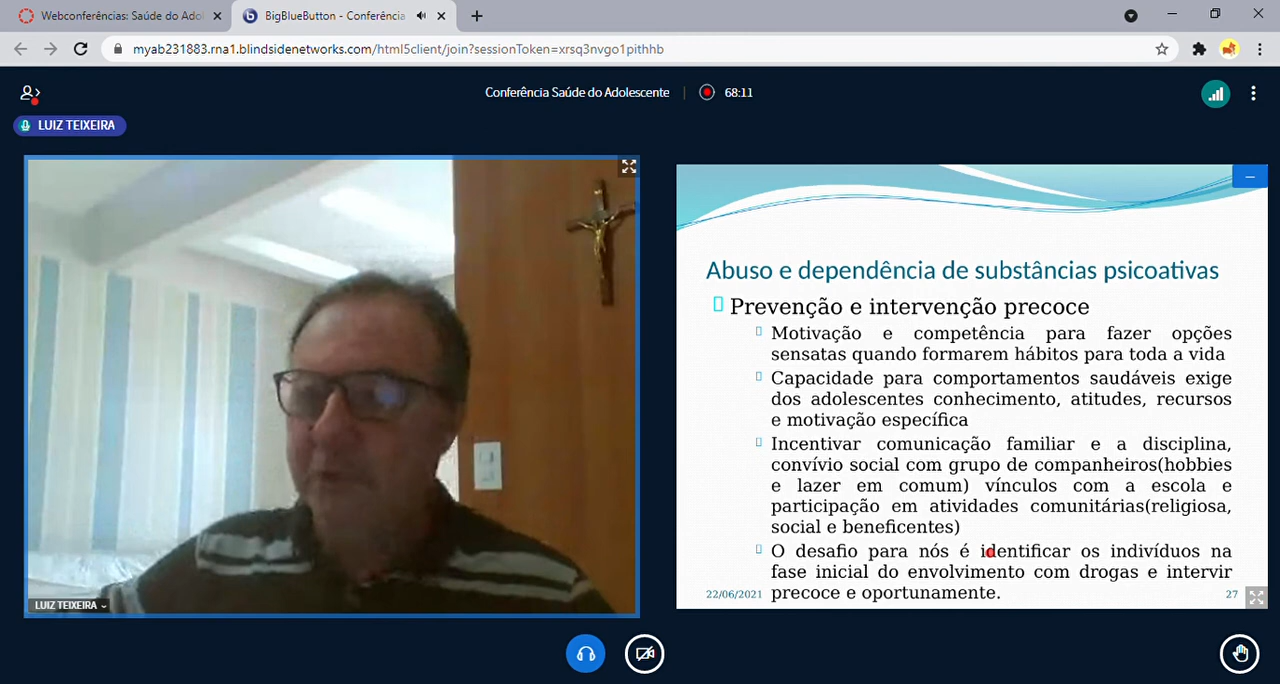 Webconferências: Saúde do Ado
BigBlueButton - Conferência
myab231883.rna1.blindsidenetworks.com/html5client/join?sessionToken=xrsq3nvgo1pithhb
Conferência Saúde do Adolescente
68:11
LUIZ TEIXEIRA
LUIZ TEIXEIRA
Abuso e dependência de substâncias psicoativas
Prevenção e intervenção precoce
Motivação e competência para fazer opções
sensatas quando formarem hábitos para toda a vida
Capacidade para comportamentos saudáveis exige
dos adolescentes conhecimento, atitudes, recursos
e motivação específica
Incentivar comunicação familiar e a disciplina,
convívio social com grupo de companheiros(hobbies
e lazer em comum) vínculos com a escola e
participação em atividades comunitárias(religiosa,
social e beneficentes)
O desafio para nós é identificar os indivíduos na
fase inicial do envolvimento com drogas e intervir
precoce e oportunamente.
22/06/2021
27